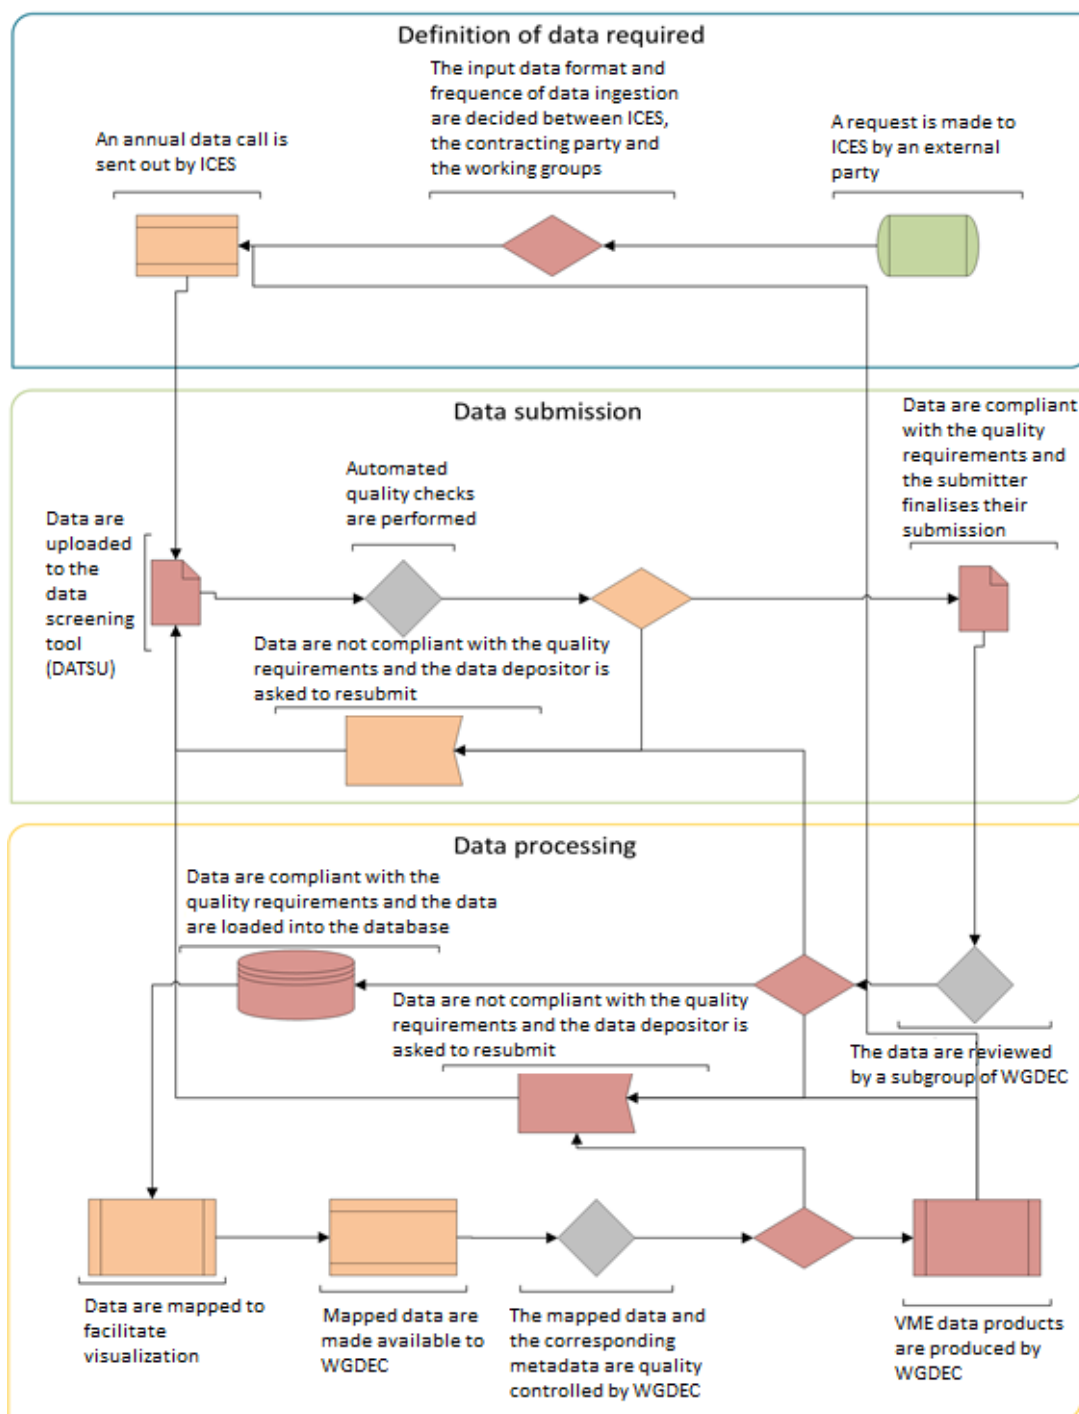 Definition of data required
The input data format and
frequence of data ingestion
are decided between ICES,
the contracting party and
the working groups
An annual data call is
sent out by ICES
A request is made to
ICES by an external
party
Data submission
Data are compliant
with the quality
requirements and
the submitter
finalises their
submission
Automated
quality checks
are performed
Data are
uploaded
to the
data
screening
tool
(DATSU)
Data are not compliant with the quality
requirements and the data depositor is
asked to resubmit
Data processing
Data are compliant with the
quality requirements and the data
are loaded into the database
Data are not compliant with the quality
requirements and the data depositor is
asked to resubmit
The data are reviewed
by a subgroup of WGDEC
Data are mapped to
facilitate
visualization
Mapped data are
made available to
WGDEC
The mapped data and
the corresponding
metadata are quality
controlled by WGDEC
VME data products
are produced by
WGDEC